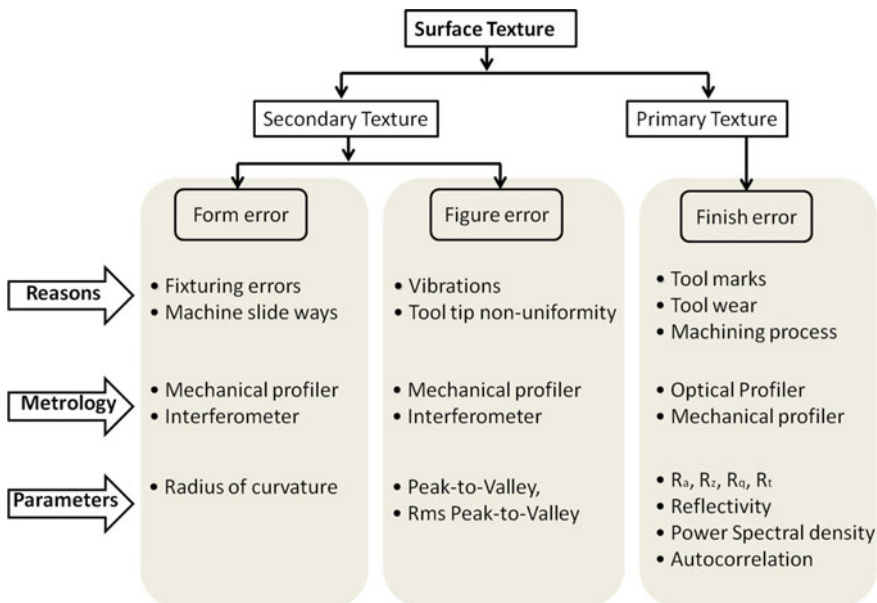 Surface Texture
Secondary Texture
Primary Texture
Form error
Figure error
Finish error
Reasons
• Fixturing errors
• Machine slide ways
• Vibrations
• Tool tip non-uniformity
• Tool marks
• Tool wear
• Machining process
Metrology
• Mechanical profiler
• Interferometer
• Mechanical profiler
• Interferometer
• Optical Profiler
• Mechanical profiler
Parameters
• Radius of curvature
• Peak-to-Valley,
• Rms Peak-to-Valley
• Ra, Rz, Rq, Rt
• Reflectivity
• Power Spectral density
• Autocorrelation